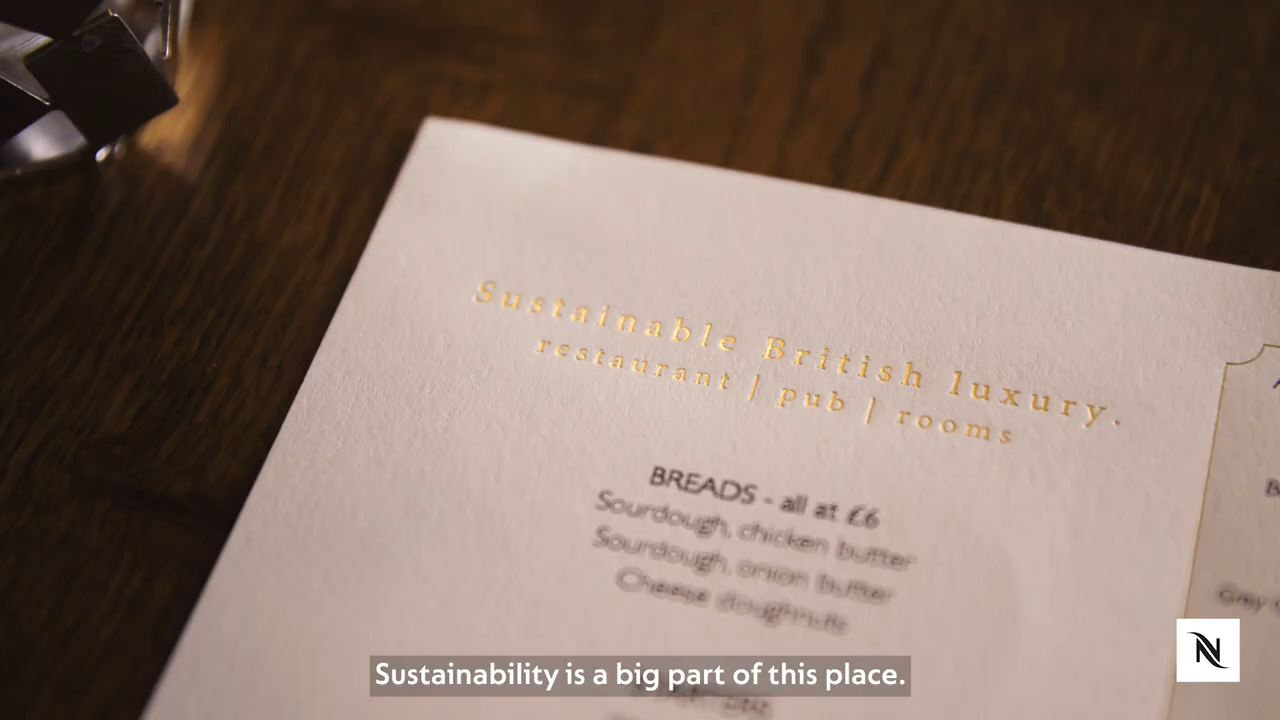 Sustainable British luxury.
restaurant | pub | rooms
BREADS - all at £6
Sourdough, chicken butter
Sourdough, onion butter
Cheese doughnuts
Grey
Sustainability is a big part of this place.
N